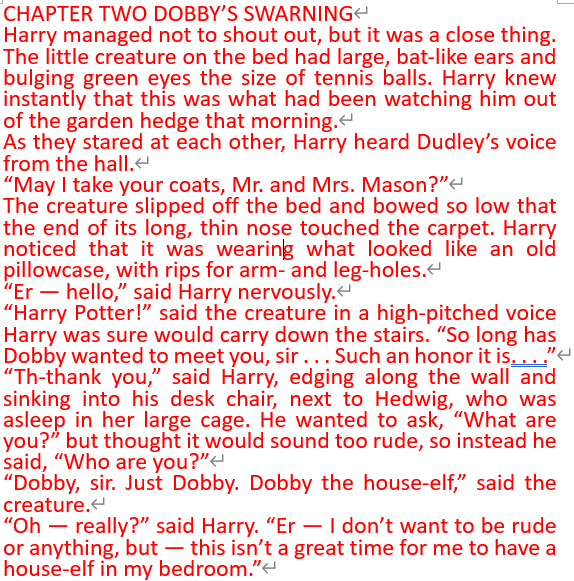 CHAPTER TWO DOBBY’S SWARNING
Harry managed not to shout out, but it was a close thing.
The little creature on the bed had large, bat-like ears and
bulging green eyes the size of tennis balls. Harry knew
instantly that this was what had been watching him out
of the garden hedge that morning.
As they stared at each other, Harry heard Dudley’s voice
from the hall.
“May I take your coats, Mr. and Mrs. Mason?”
The creature slipped off the bed and bowed so low that
the end of its long, thin nose touched the carpet. Harry
noticed that it was wearing what looked like an old
pillowcase, with rips for arm- and leg-holes.
“Er — hello,” said Harry nervously.
“Harry Potter!” said the creature in a high-pitched voice
Harry was sure would carry down the stairs. “So long has
Dobby wanted to meet you, sir . . . Such an honor it is. . . .”
“Th-thank you,” said Harry, edging along the wall and
sinking into his desk chair, next to Hedwig, who was
asleep in her large cage. He wanted to ask, “What are
you?” but thought it would sound too rude, so instead he
said, “Who are you?”
“Dobby, sir. Just Dobby. Dobby the house-elf,” said the
creature.
“Oh — really?” said Harry. “Er — I don’t want to be rude
or anything, but — this isn’t a great time for me to have a
house-elf in my bedroom.”